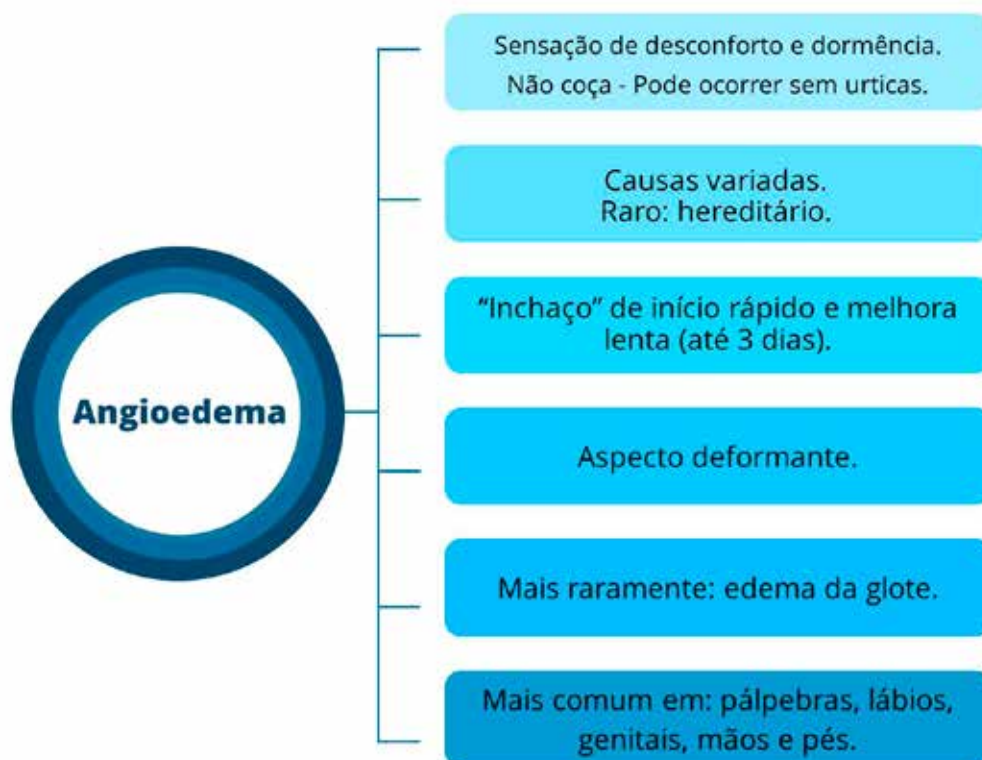 Sensação de desconforto e dormência.
Não coça - Pode ocorrer sem urticas.
Causas variadas.
Raro: hereditário.
“Inchaço” de início rápido e melhora
lenta (até 3 dias).
Angioedema
Aspecto deformante.
Mais raramente: edema da glote.
Mais comum em: pálpebras, lábios,
genitais, mãos e pés.